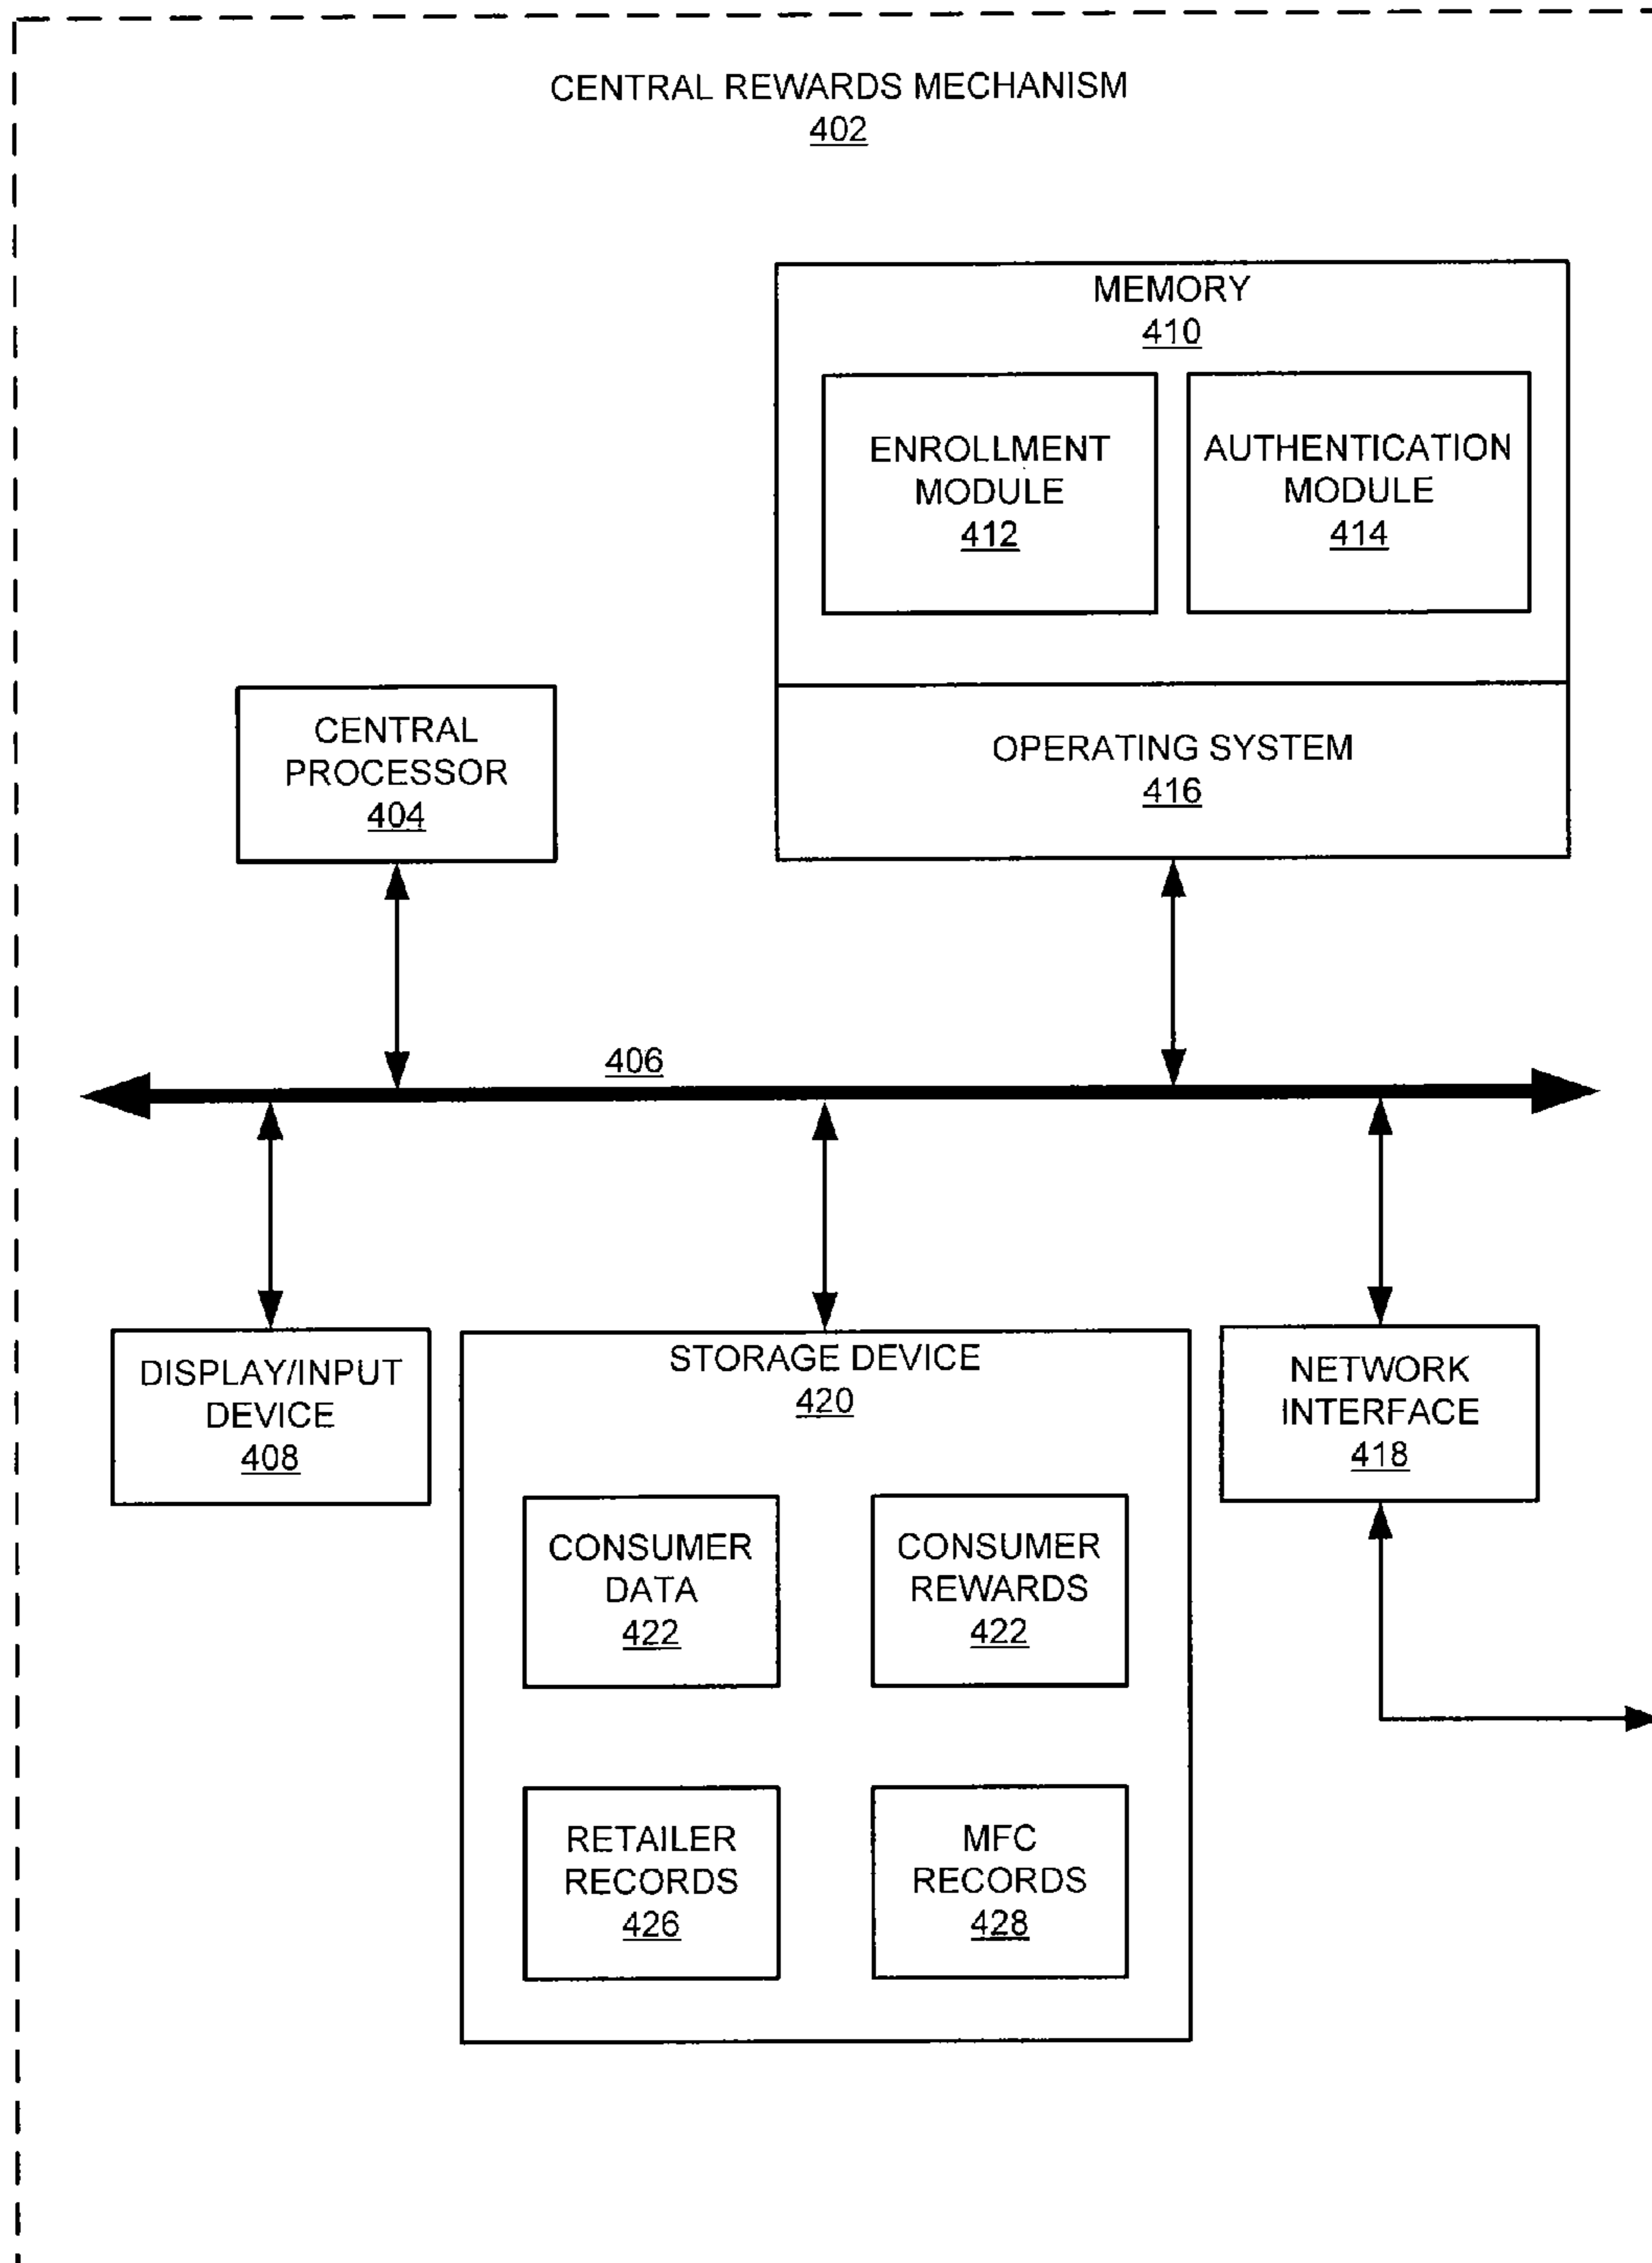 CENTRAL REWARDS MECHANISM
402
MEMORY
410
ENROLLMENT
MODULE
412
AUTHENTICATION
MODULE
414
CENTRAL
PROCESSOR
404
OPERATING SYSTEM
416
406
DISPLAY/INPUT
DEVICE
408
STORAGE DEVICE
420
NETWORK
INTERFACE
418
CONSUMER
DATA
422
CONSUMER
REWARDS
422
RETAILER
RECORDS
426
MFC
RECORDS
428